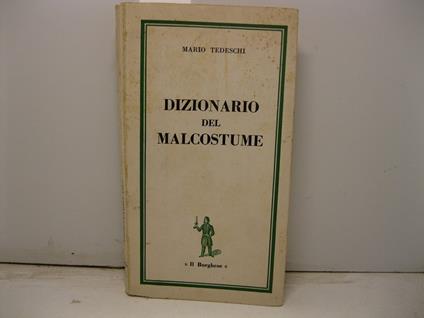 MARIO TEDESCHI
DIZIONARIO
DEL
MALCOSTUME
« Il Borghese »